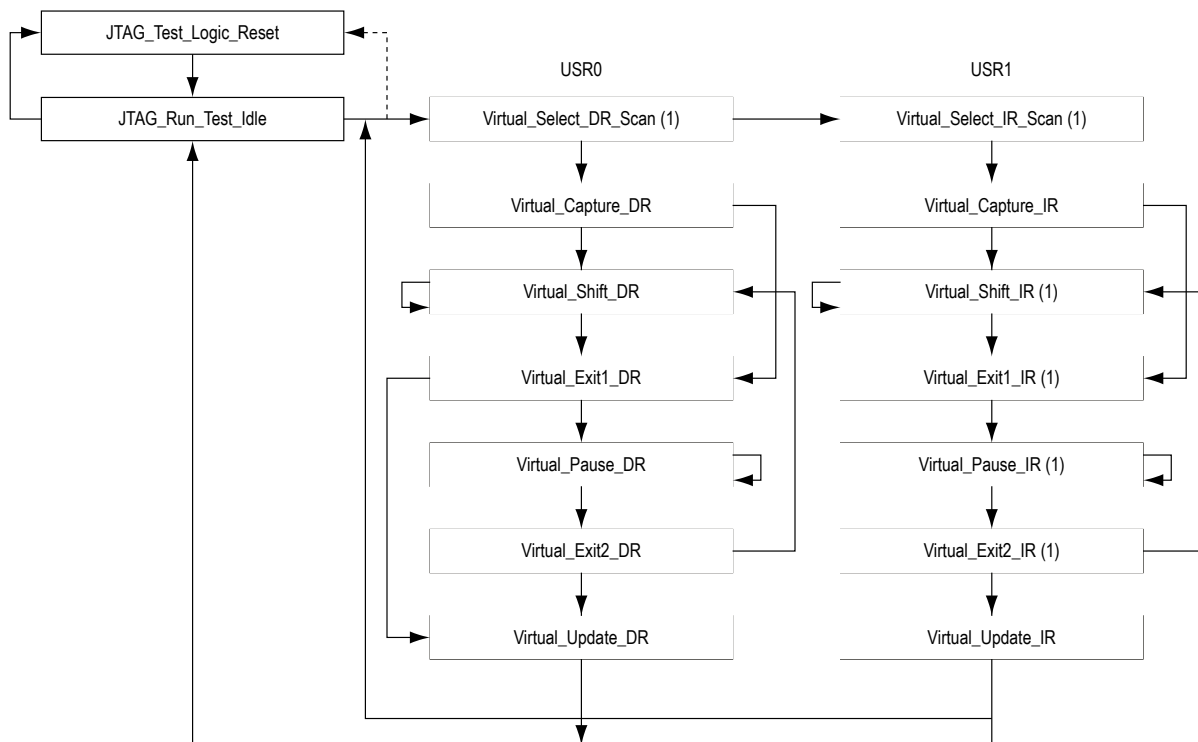 JTAG_Test_Logic_Reset
JTAG_Run_Test_Idle
USR0
Virtual_Select_DR_Scan (1)
Virtual_Capture_DR
Virtual_Shift_DR
Virtual_Exit1_DR
Virtual_Pause_DR
Virtual_Exit2_DR
Virtual_Update_DR
USR1
Virtual_Select_IR_Scan (1)
Virtual_Capture_IR
Virtual_Shift_IR (1)
Virtual_Exit1_IR (1)
Virtual_Pause_IR (1)
Virtual_Exit2_IR (1)
Virtual_Update_IR